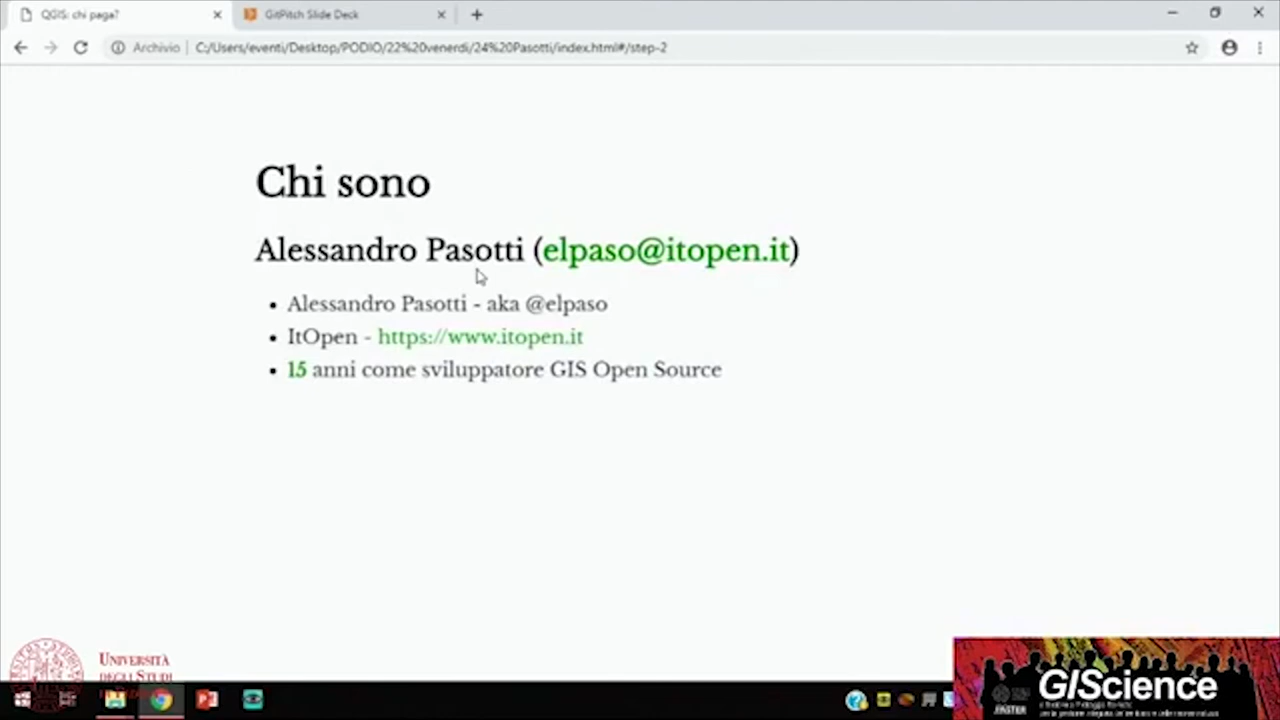 QGIS: chi paga?
GitPitch Slide Deck
Archivio
C:/Users/eventi/Desktop/PODIO/22%20venerdi/24%20Pasotti/index.html#/step-2
Chi sono
Alessandro Pasotti (elpaso@itopen.it)
Alessandro Pasotti - aka @elpaso
ItOpen - https://www.itopen.it
15 anni come sviluppatore GIS Open Source
UNIVERSITÀ
DEGLI STUDI
GIScience